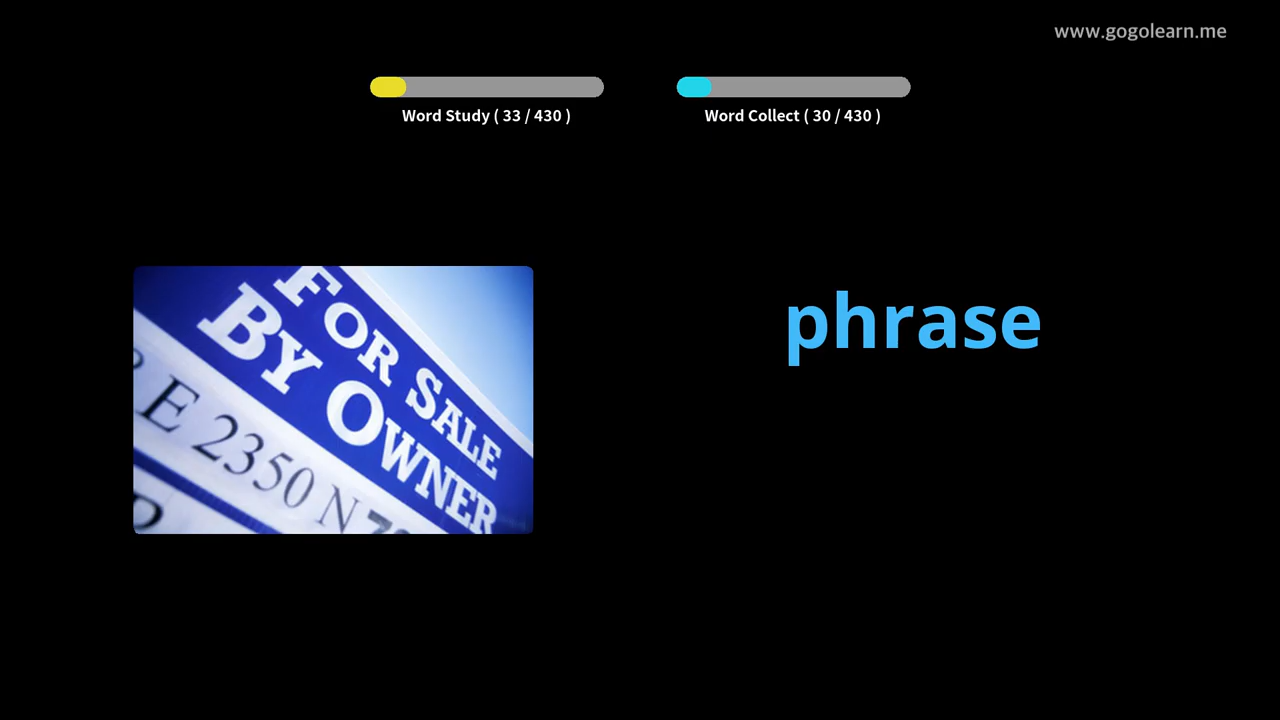 www.gogolearn.me
Word Study ( 33 / 430 )
Word Collect ( 30 / 430 )
FOR SALE
BY OWNER
E 2350 N
phrase